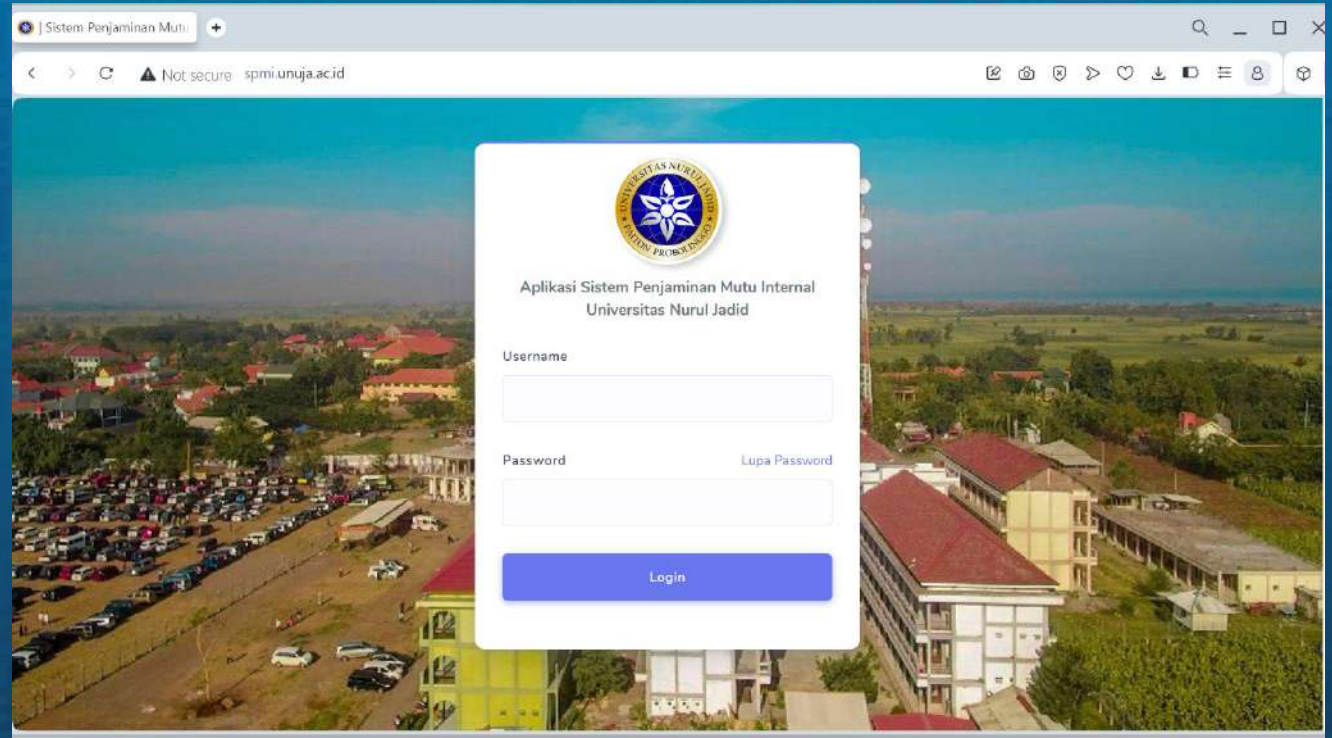 | Sistem Penjaminan Mutu
Not secure spmi.unuja.ac.id
UNIVERSITAS NURUL JADID
PAITON PROBOLINGGO
Aplikasi Sistem Penjaminan Mutu Internal
Universitas Nurul Jadid
Username
Password Lupa Password
Login